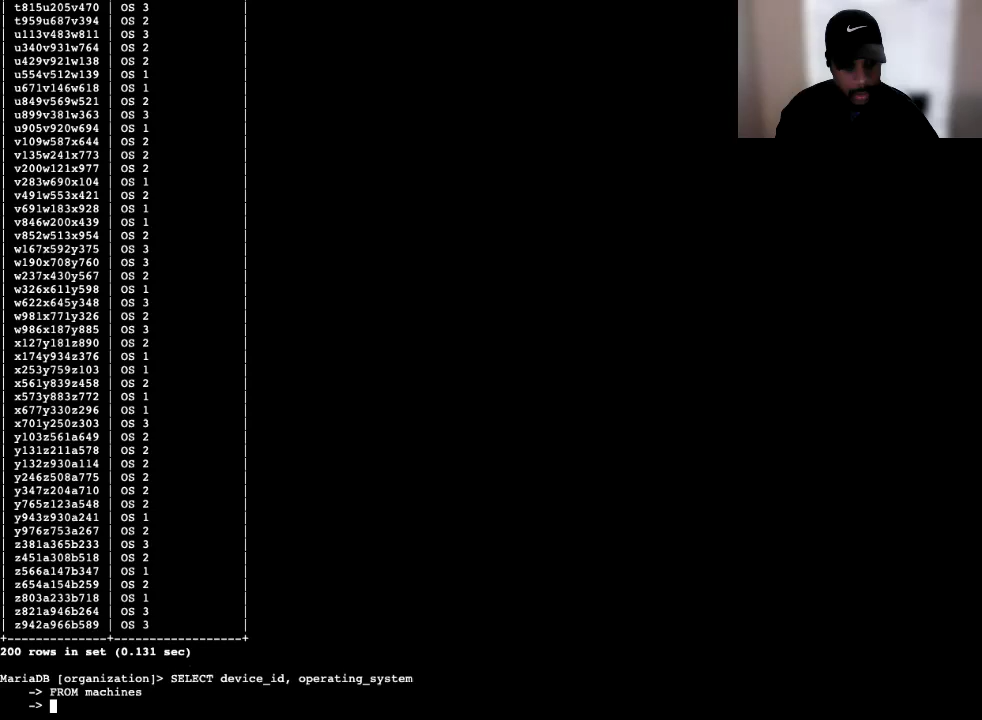 | t815u205v470 | OS 3 |
| t959u687v394 | OS 2 |
| u113v483w811 | OS 3 |
| u340v931w764 | OS 2 |
| u429v921w138 | OS 2 |
| u554v512w139 | OS 1 |
| u671v146w618 | OS 1 |
| u849v569w521 | OS 2 |
| u899v381w363 | OS 3 |
| u905v920w694 | OS 1 |
| v109w587x644 | OS 2 |
| v135w241x773 | OS 2 |
| v200w121x977 | OS 2 |
| v283w690x104 | OS 1 |
| v491w553x421 | OS 2 |
| v691w183x928 | OS 1 |
| v846w200x439 | OS 1 |
| v852w513x954 | OS 2 |
| w167x592y375 | OS 3 |
| w190x708y760 | OS 3 |
| w237x430y567 | OS 2 |
| w326x611y598 | OS 1 |
| w622x645y348 | OS 3 |
| w981x771y326 | OS 2 |
| w986x187y885 | OS 3 |
| x127y181z890 | OS 2 |
| x174y934z376 | OS 1 |
| x253y759z103 | OS 1 |
| x561y839z458 | OS 2 |
| x573y883z772 | OS 1 |
| x677y330z296 | OS 1 |
| x701y250z303 | OS 3 |
| y103z561a649 | OS 2 |
| y131z211a578 | OS 2 |
| y132z930a114 | OS 2 |
| y246z508a775 | OS 2 |
| y347z204a710 | OS 2 |
| y765z123a548 | OS 2 |
| y943z930a241 | OS 1 |
| y976z753a267 | OS 2 |
| z381a365b233 | OS 3 |
| z451a308b518 | OS 2 |
| z566a147b347 | OS 1 |
| z654a154b259 | OS 2 |
| z803a233b718 | OS 1 |
| z821a946b264 | OS 3 |
| z942a966b589 | OS 3 |
+--------------+------------------+
200 rows in set (0.131 sec)
MariaDB [organization]> SELECT device_id, operating_system
-> FROM machines
->